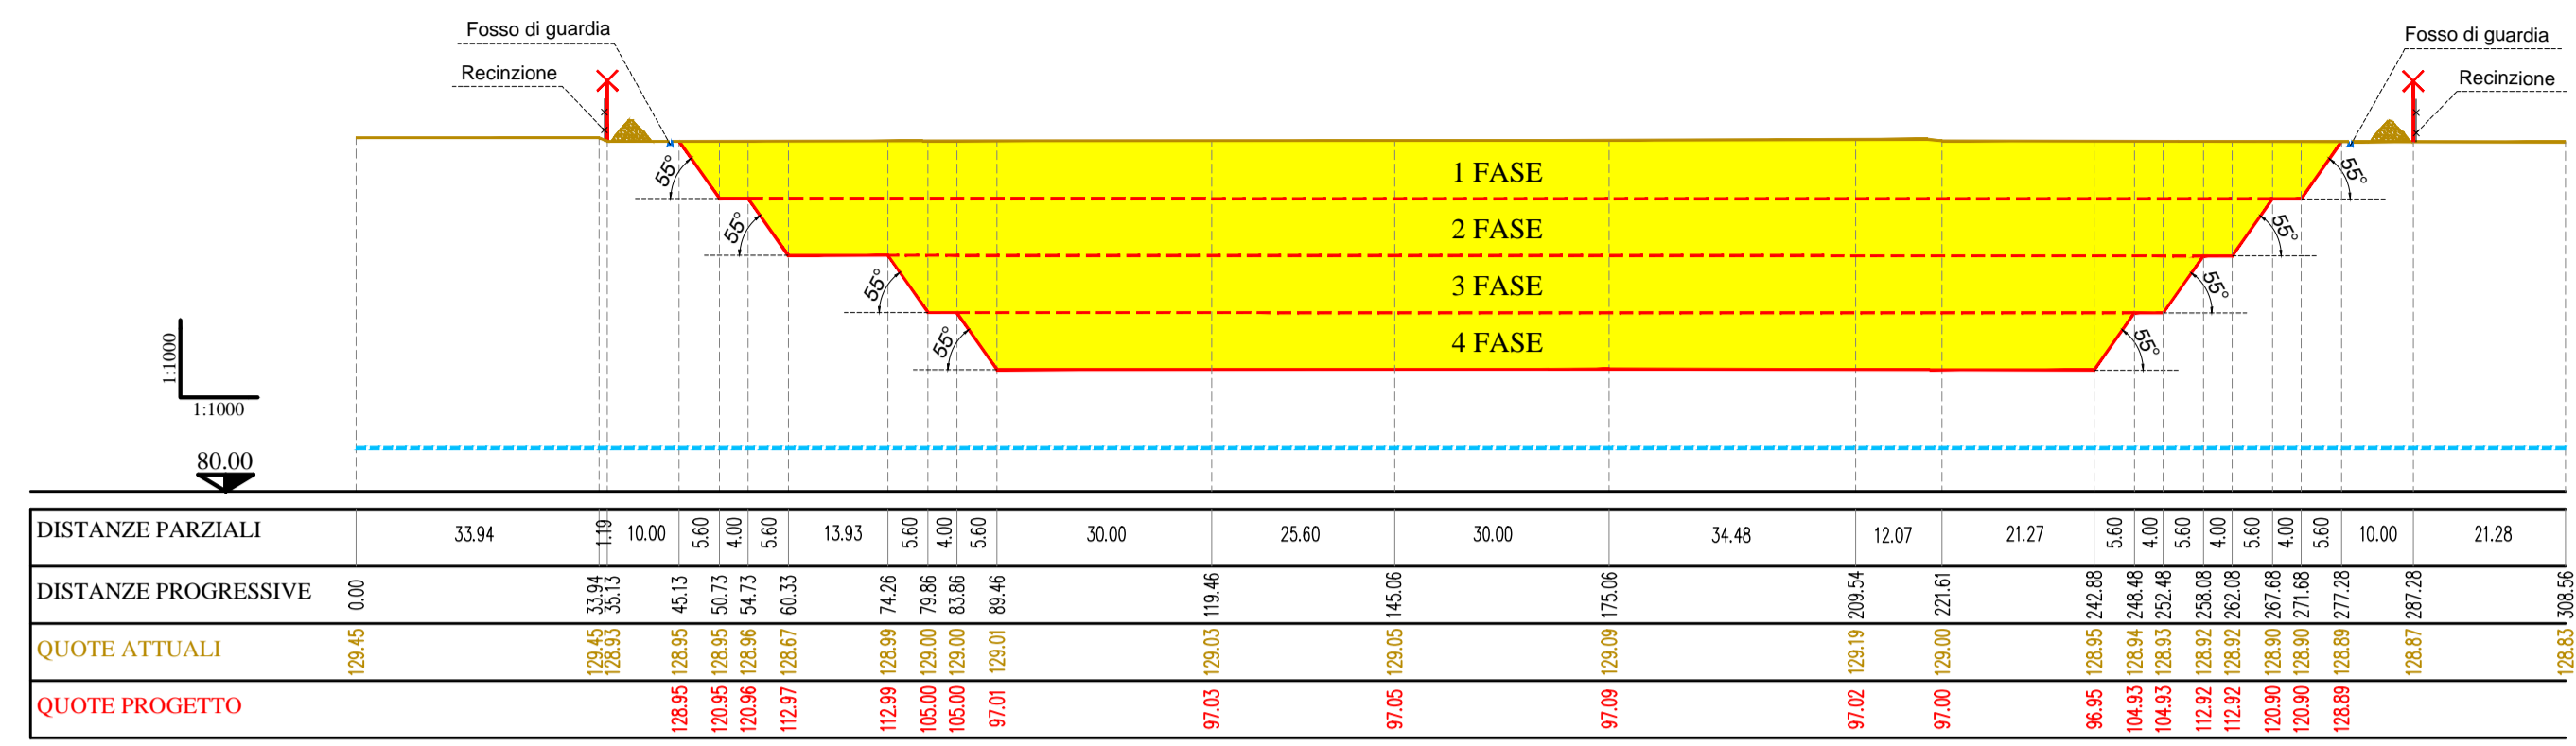 Fosso di guardia
Recinzione
Fosso di guardia
Recinzione
55°
55°
55°
55°
55°
55°
55°
55°
1 FASE
2 FASE
3 FASE
4 FASE
1:1000
1:1000
80.00
DISTANZE PARZIALI 33.94 1.19 10.00 5.60 4.00 5.60 13.93 5.60 4.00 5.60 30.00 25.60 30.00 34.48 12.07 21.27 5.60 4.00 5.60 4.00 5.60 4.00 5.60 10.00 21.28
DISTANZE PROGRESSIVE 0.00 33.94 35.13 45.13 50.73 54.73 60.33 74.26 79.86 83.86 89.46 119.46 145.06 175.06 209.54 221.61 242.88 248.48 252.48 258.08 262.08 267.68 271.68 277.28 287.28 308.56
QUOTE ATTUALI 129.45 129.45 128.93 128.95 128.95 128.96 128.67 128.99 129.00 129.00 129.01 129.03 129.05 129.09 129.19 129.00 128.95 128.94 128.93 128.92 128.92 128.90 128.90 128.89 128.87 128.83
QUOTE PROGETTO 128.95 120.95 120.96 112.97 112.99 105.00 105.00 97.01 97.03 97.05 97.09 97.02 97.00 96.95 104.93 104.93 112.92 112.92 120.90 120.90 128.89